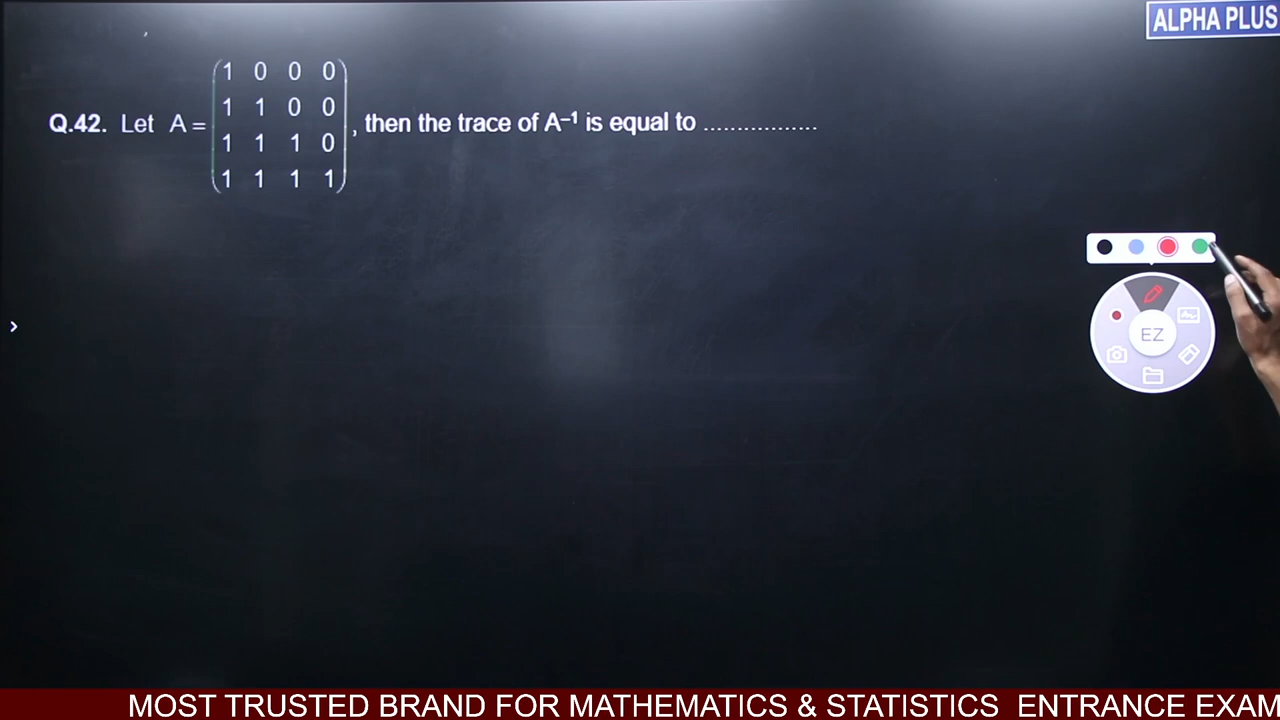 ALPHA PLUS
1 0 0 0
1 1 0 0
Q.42. Let A = , then the trace of A⁻¹ is equal to .................
1 1 1 0
1 1 1 1
EZ
MOST TRUSTED BRAND FOR MATHEMATICS & STATISTICS ENTRANCE EXAM